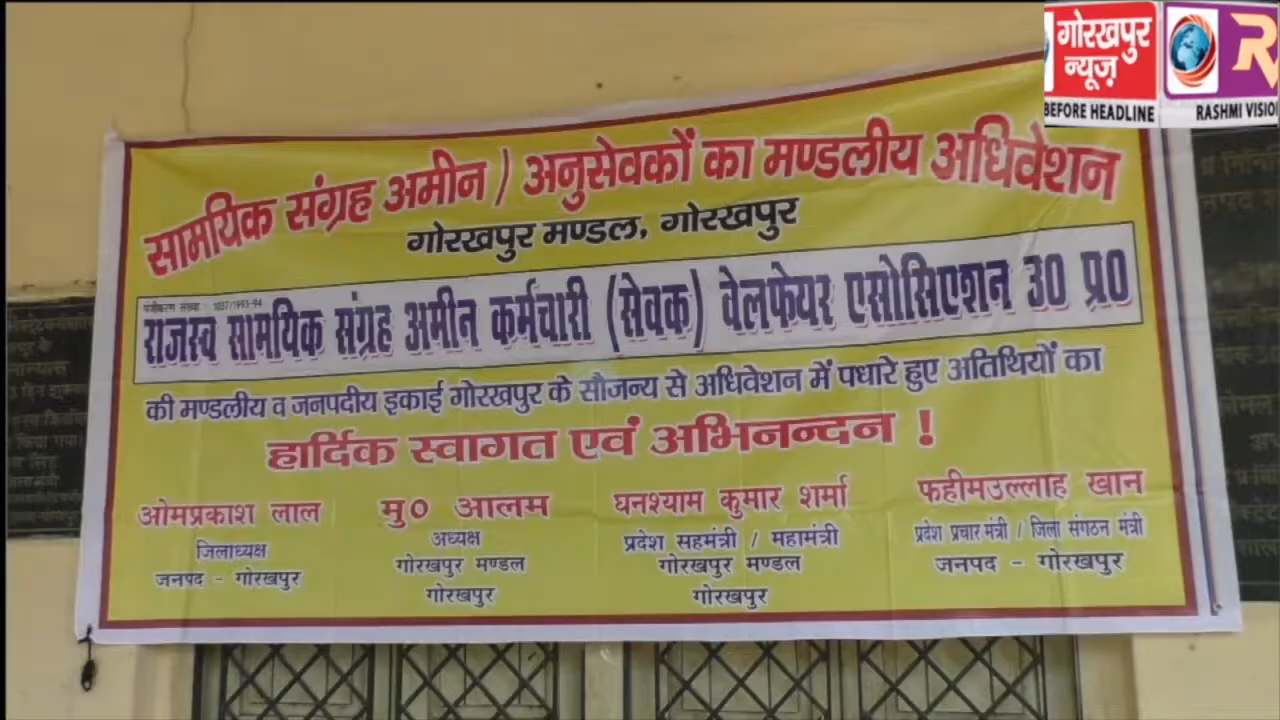 गोरखपुर
न्यूज़
BEFORE HEADLINE
R
RASHMI VISIO
सामयिक संग्रह अमीन / अनुसेवकों का मण्डलीय अधिवेशन
गोरखपुर मण्डल, गोरखपुर
पंजीकरण संख्या - 1037/1993-94
राजस्व सामयिक संग्रह अमीन कर्मचारी (सेवक) वेलफेयर एसोसिएशन उ0 प्र0
की मण्डलीय व जनपदीय इकाई गोरखपुर के सौजन्य से अधिवेशन में पधारे हुए अतिथियों का
हार्दिक स्वागत एवं अभिनन्दन !
ओमप्रकाश लाल
जिलाध्यक्ष
जनपद - गोरखपुर
मु0 आलम
अध्यक्ष
गोरखपुर मण्डल
गोरखपुर
घनश्याम कुमार शर्मा
प्रदेश सहमंत्री / महामंत्री
गोरखपुर मण्डल
गोरखपुर
फहीमउल्लाह खान
प्रदेश प्रचार मंत्री / जिला संगठन मंत्री
जनपद - गोरखपुर